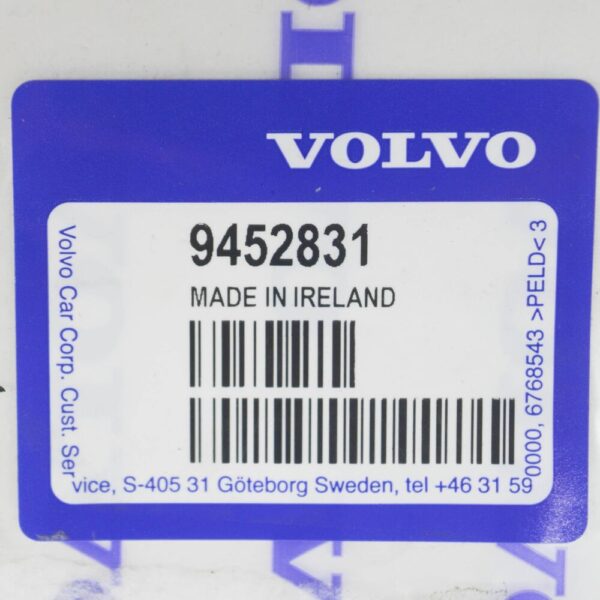 VOLVO
9452831
MADE IN IRELAND
Volvo Car Corp. Cust. Ser
vice, S-405 31 Göteborg Sweden, tel +46 31 59
0000, 6768543 >PELD< 3